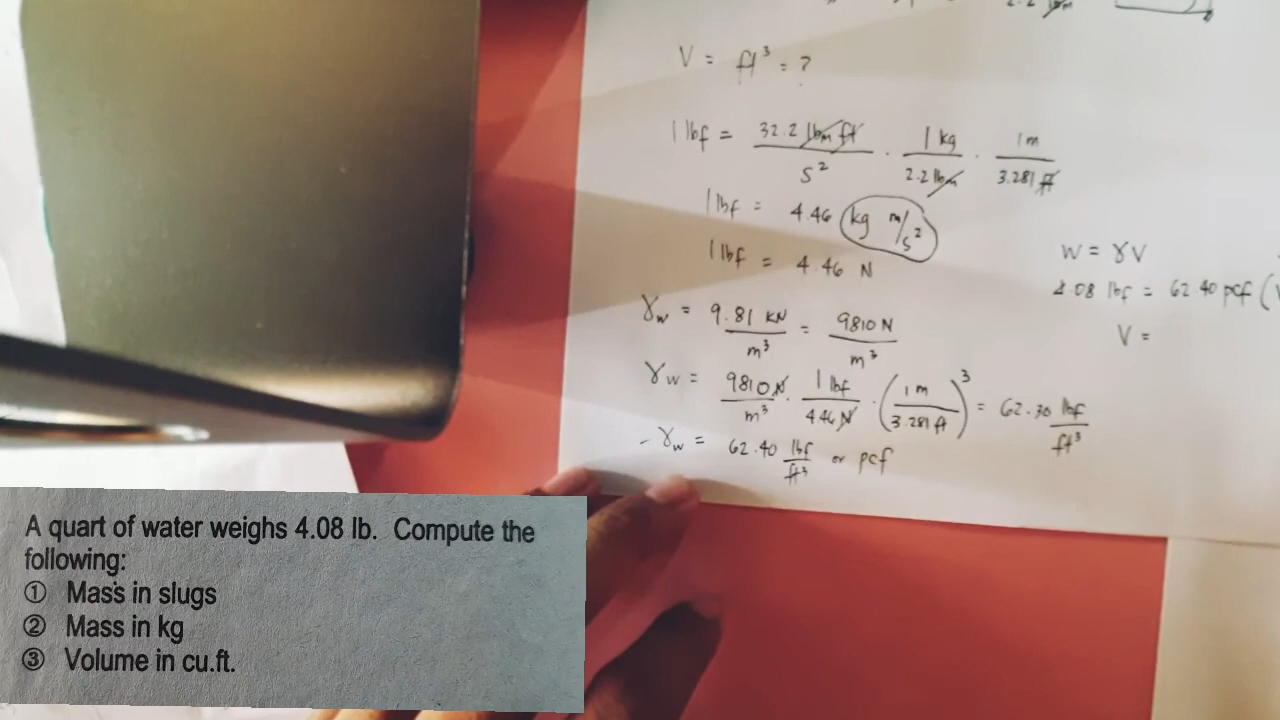 2.2 lbm
V = ft³ = ?
1 lbf = 32.2 lbm ft / s² · 1 kg / 2.2 lbm · 1m / 3.281 ft
1 lbf = 4.46 kg m/s²
1 lbf = 4.46 N
γw = 9.81 KN / m³ = 9810 N / m³
γw = 9810 N / m³ · 1 lbf / 4.46 N · (1 m / 3.281 ft)³ = 62.30 lbf / ft³
- γw = 62.40 lbf / ft³ or pcf
W = γV
4.08 lbf = 62.40 pcf (
V =
A quart of water weighs 4.08 lb. Compute the
following:
① Mass in slugs
② Mass in kg
③ Volume in cu.ft.